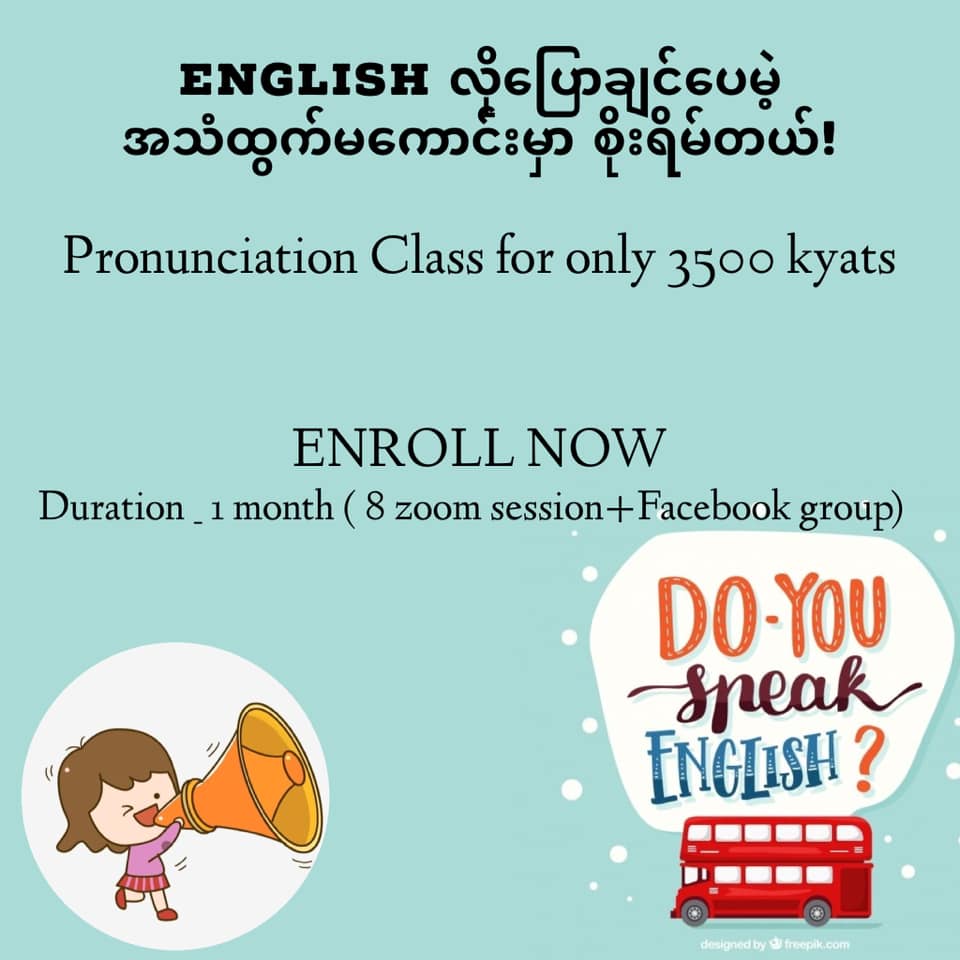 ENGLISH လိုပြောချင်ပေမဲ့
အသံထွက်မကောင်းမှာ စိုးရိမ်တယ်!
Pronunciation Class for only 3500 kyats
ENROLL NOW
Duration _ 1 month ( 8 zoom session+Facebook group)
DO-YOU
speak
ENGLISH ?
designed by freepik.com